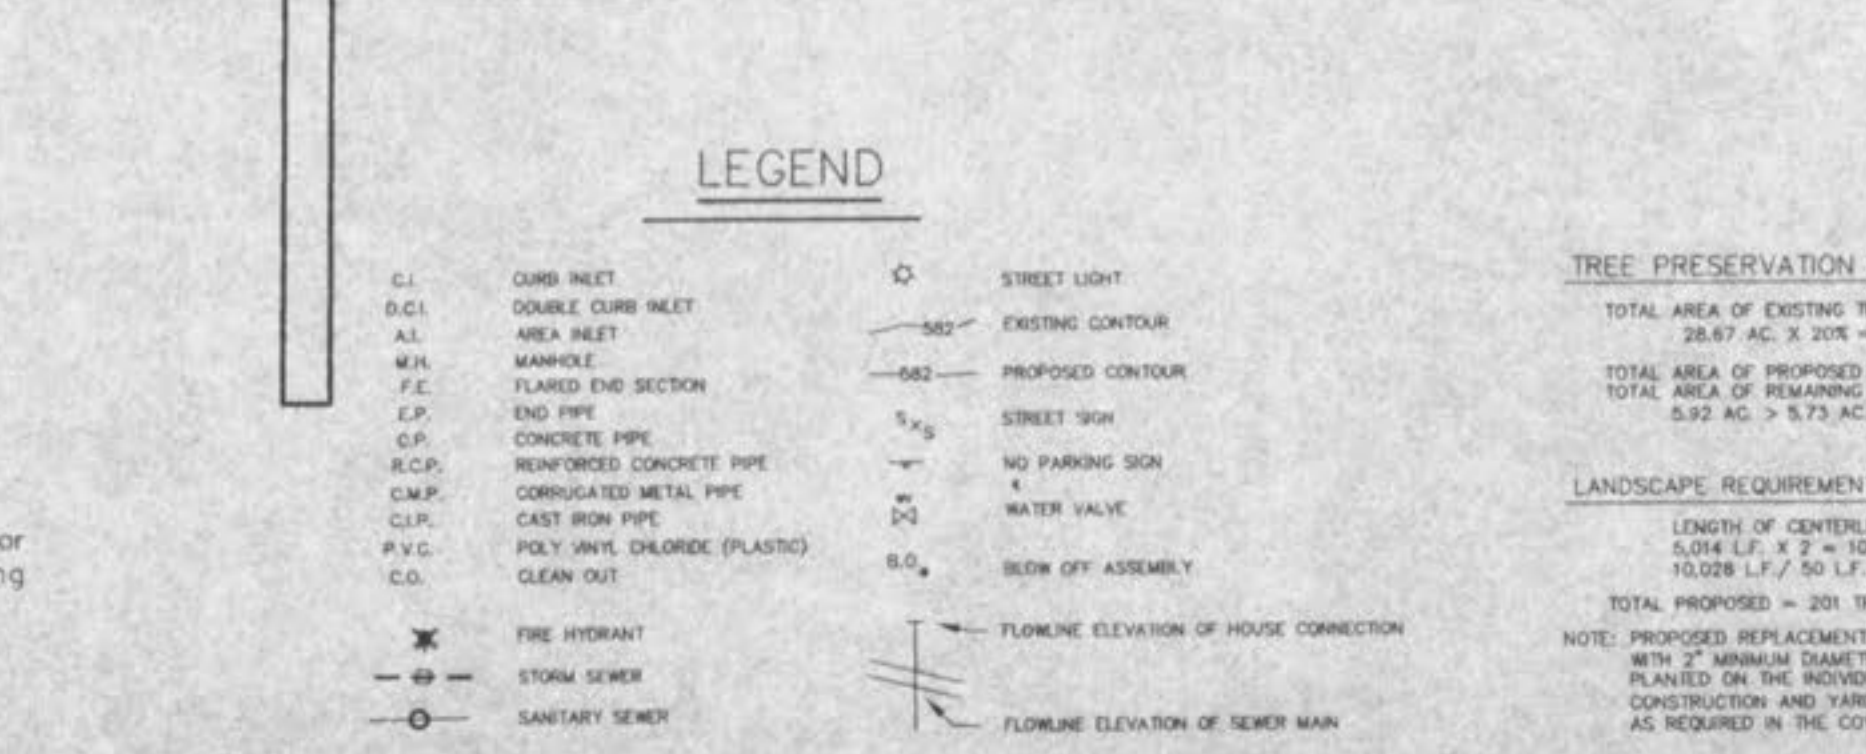 or
ng
LEGEND
C.I. CURB INLET
D.C.I. DOUBLE CURB INLET
A.I. AREA INLET
M.H. MANHOLE
F.E. FLARED END SECTION
E.P. END PIPE
C.P. CONCRETE PIPE
R.C.P. REINFORCED CONCRETE PIPE
C.M.P. CORRUGATED METAL PIPE
C.I.P. CAST IRON PIPE
P.V.C. POLY VINYL CHLORIDE (PLASTIC)
C.O. CLEAN OUT
FIRE HYDRANT
STORM SEWER
SANITARY SEWER
STREET LIGHT
582 EXISTING CONTOUR
682 PROPOSED CONTOUR
S X S STREET SIGN
NO PARKING SIGN
WATER VALVE
B.O. BLOW OFF ASSEMBLY
FLOWLINE ELEVATION OF HOUSE CONNECTION
FLOWLINE ELEVATION OF SEWER MAIN
TREE PRESERVATION
TOTAL AREA OF EXISTING T
28.67 AC. X 20% =
TOTAL AREA OF PROPOSED
TOTAL AREA OF REMAINING
5.92 AC. > 5.73 AC.
LANDSCAPE REQUIREMEN
LENGTH OF CENTERL
5,014 L.F. X 2 = 10
10,028 L.F./ 50 L.F.
TOTAL PROPOSED = 201 T
NOTE: PROPOSED REPLACEMENT
WITH 2" MINIMUM DIAMET
PLANTED ON THE INDIVID
CONSTRUCTION AND YAR
AS REQUIRED IN THE CO